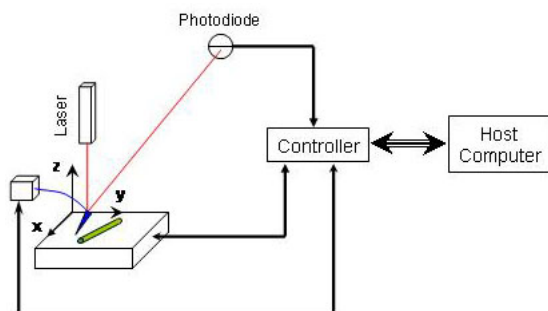 Photodiode
Laser
Controller
Host
Computer
z
y
x